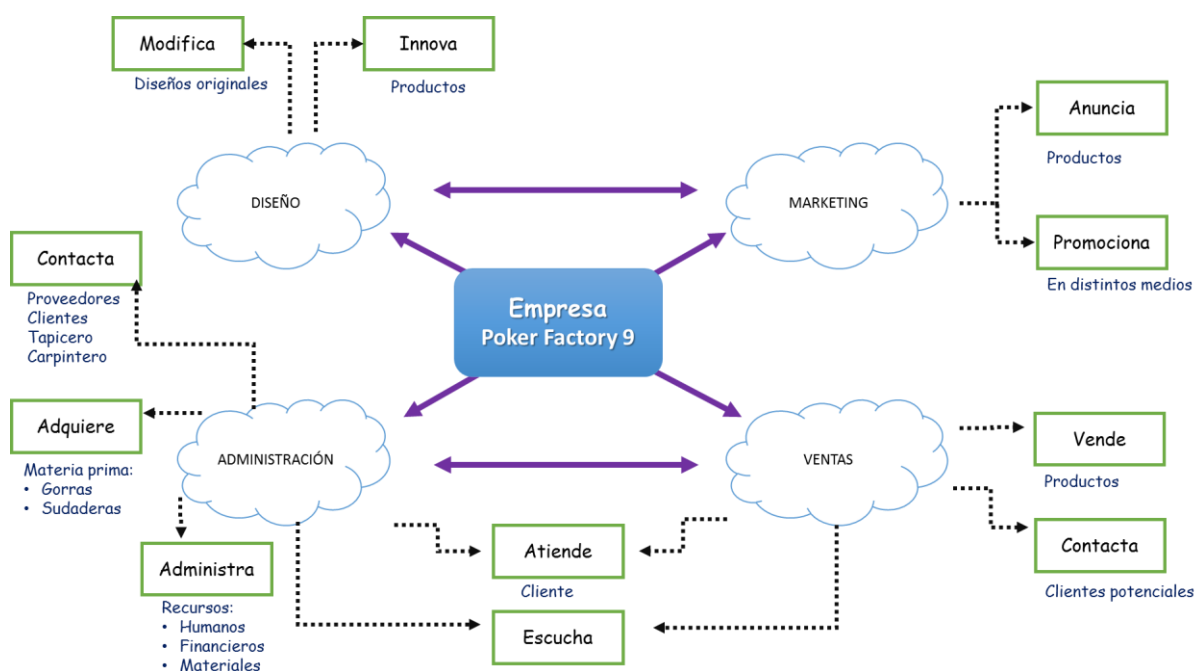 Modifica
Diseños originales
Innova
Productos
Anuncia
Productos
DISEÑO
MARKETING
Promociona
En distintos medios
Contacta
Proveedores
Clientes
Tapicero
Carpintero
Empresa
Poker Factory 9
Adquiere
Materia prima:
• Gorras
• Sudaderas
ADMINISTRACIÓN
VENTAS
Vende
Productos
Contacta
Clientes potenciales
Administra
Recursos:
• Humanos
• Financieros
• Materiales
Atiende
Cliente
Escucha